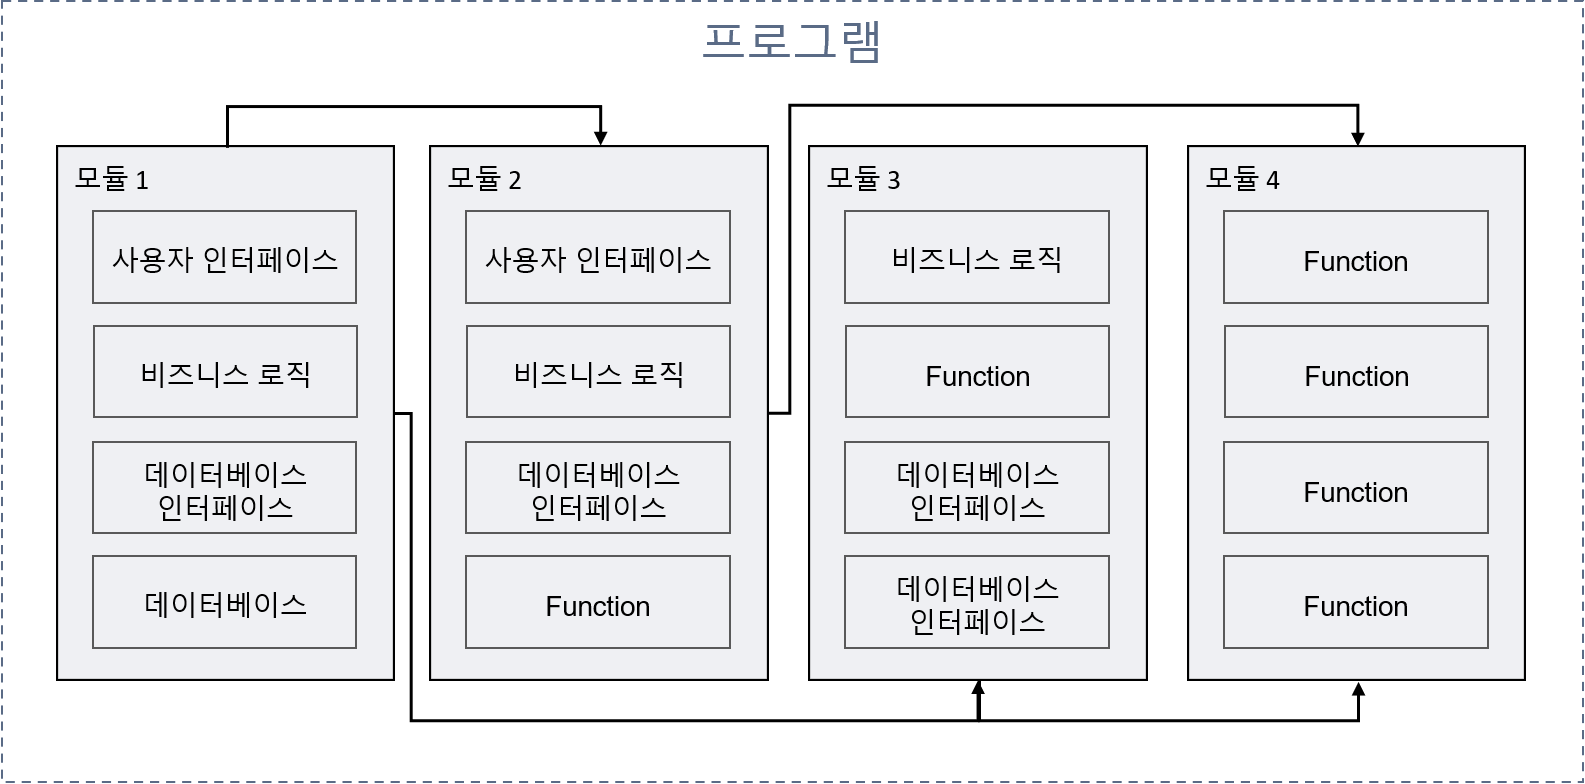 프로그램
모듈 1
사용자 인터페이스
비즈니스 로직
데이터베이스
인터페이스
데이터베이스
모듈 2
사용자 인터페이스
비즈니스 로직
데이터베이스
인터페이스
Function
모듈 3
비즈니스 로직
Function
데이터베이스
인터페이스
데이터베이스
인터페이스
모듈 4
Function
Function
Function
Function